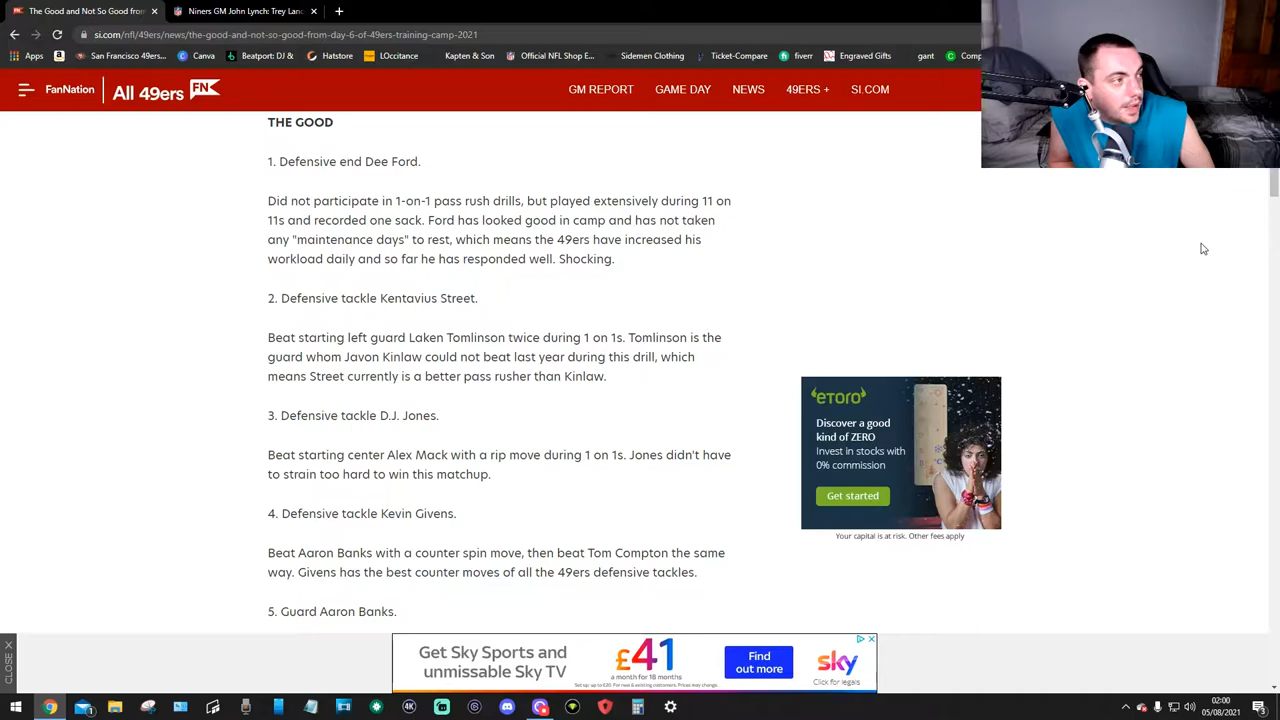 The Good and Not So Good from
Niners GM John Lynch: Trey Lanc
si.com/nfl/49ers/news/the-good-and-not-so-good-from-day-6-of-49ers-training-camp-2021
Apps
San Francisco 49ers...
Canva
Beatport: DJ &
Hatstore
LOccitane
Kapten & Son
Official NFL Shop E...
Sidemen Clothing
Ticket-Compare
fiverr
Engraved Gifts
gant
Comp
FanNation
All 49ers FN
GM REPORT
GAME DAY
NEWS
49ERS +
SI.COM
THE GOOD
1. Defensive end Dee Ford.
Did not participate in 1-on-1 pass rush drills, but played extensively during 11 on
11s and recorded one sack. Ford has looked good in camp and has not taken
any "maintenance days" to rest, which means the 49ers have increased his
workload daily and so far he has responded well. Shocking.
2. Defensive tackle Kentavius Street.
Beat starting left guard Laken Tomlinson twice during 1 on 1s. Tomlinson is the
guard whom Javon Kinlaw could not beat last year during this drill, which
means Street currently is a better pass rusher than Kinlaw.
3. Defensive tackle D.J. Jones.
Beat starting center Alex Mack with a rip move during 1 on 1s. Jones didn't have
to strain too hard to win this matchup.
4. Defensive tackle Kevin Givens.
Beat Aaron Banks with a counter spin move, then beat Tom Compton the same
way. Givens has the best counter moves of all the 49ers defensive tackles.
5. Guard Aaron Banks.
etoro
Discover a good
kind of ZERO
Invest in stocks with
0% commission
Get started
Your capital is at risk. Other fees apply
CLOSE X
Get Sky Sports and
unmissable Sky TV
£41
a month for 18 months
Find
out more
sky
Click for legals
02:00
05/08/2021